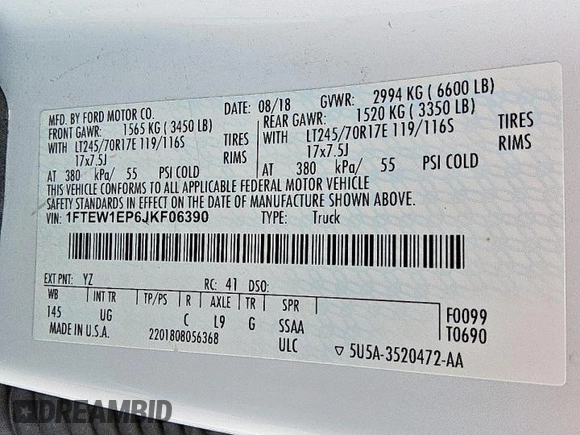 MFD. BY FORD MOTOR CO.
DATE: 08/18 GVWR: 2994 KG ( 6600 LB)
FRONT GAWR: 1565 KG ( 3450 LB) REAR GAWR: 1520 KG ( 3350 LB)
WITH LT245/70R17E 119/116S TIRES WITH LT245/70R17E 119/116S TIRES
17x7.5J RIMS 17x7.5J RIMS
AT 380 kPa/ 55 PSI COLD AT 380 kPa/ 55 PSI COLD
THIS VEHICLE CONFORMS TO ALL APPLICABLE FEDERAL MOTOR VEHICLE
SAFETY STANDARDS IN EFFECT ON THE DATE OF MANUFACTURE SHOWN ABOVE.
VIN: 1FTEW1EP6JKF06390 TYPE: Truck
EXT PNT: YZ RC: 41 DSO:
WB INT TR TP/PS R AXLE TR SPR
145 UG C L9 G SSAA
ULC
F0099
T0690
MADE IN U.S.A. 2201808056368
▽ 5U5A-3520472-AA
DREAMBID